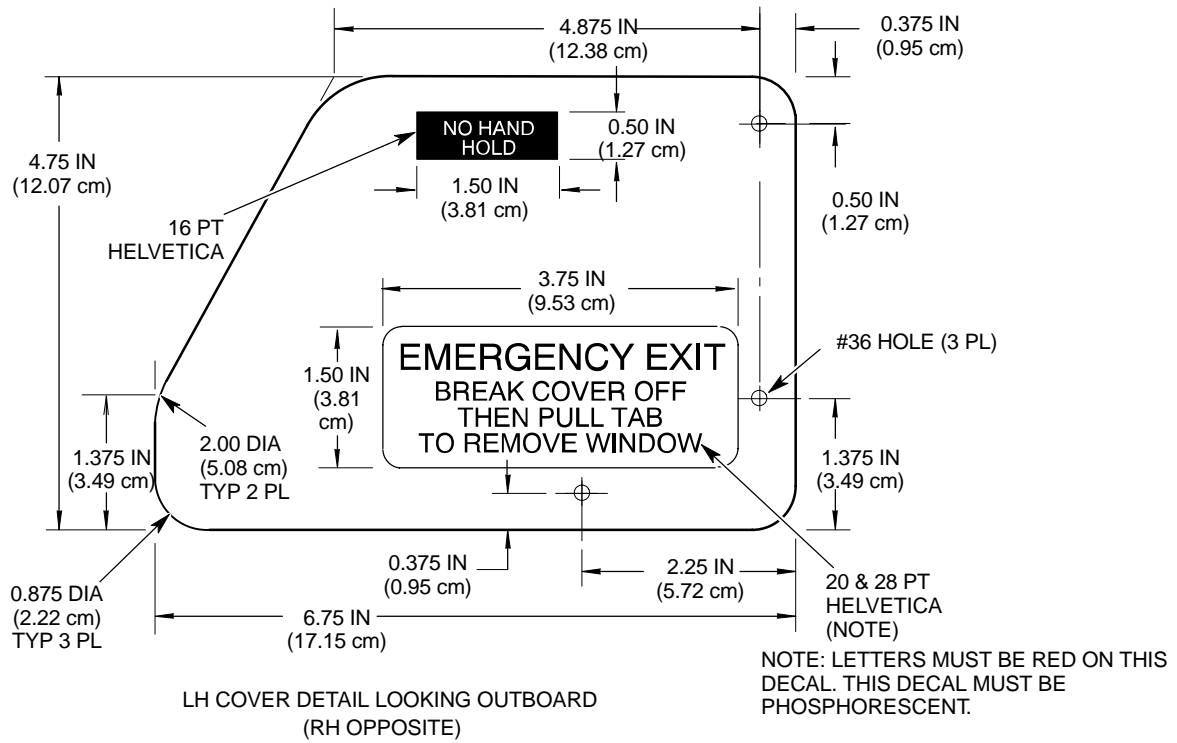 4.875 IN
(12.38 cm)
0.375 IN
(0.95 cm)
4.75 IN
(12.07 cm)
NO HAND
HOLD
0.50 IN
(1.27 cm)
1.50 IN
(3.81 cm)
0.50 IN
(1.27 cm)
16 PT
HELVETICA
3.75 IN
(9.53 cm)
#36 HOLE (3 PL)
1.50 IN
(3.81
cm)
EMERGENCY EXIT
BREAK COVER OFF
THEN PULL TAB
TO REMOVE WINDOW
1.375 IN
(3.49 cm)
2.00 DIA
(5.08 cm)
TYP 2 PL
1.375 IN
(3.49 cm)
0.375 IN
(0.95 cm)
2.25 IN
(5.72 cm)
0.875 DIA
(2.22 cm)
TYP 3 PL
6.75 IN
(17.15 cm)
20 & 28 PT
HELVETICA
(NOTE)
NOTE: LETTERS MUST BE RED ON THIS
DECAL. THIS DECAL MUST BE
PHOSPHORESCENT.
LH COVER DETAIL LOOKING OUTBOARD
(RH OPPOSITE)